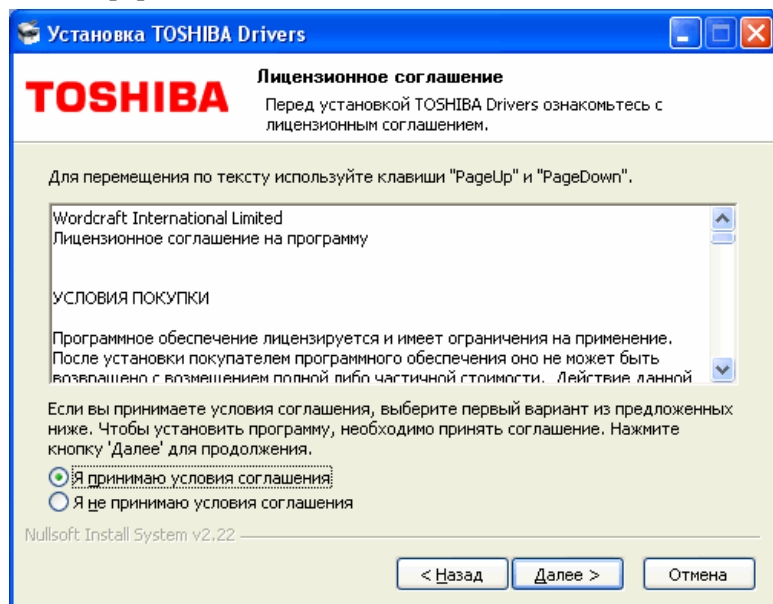 Установка TOSHIBA Drivers
TOSHIBA
Лицензионное соглашение
Перед установкой TOSHIBA Drivers ознакомьтесь с
лицензионным соглашением.
Для перемещения по тексту используйте клавиши "PageUp" и "PageDown".
Wordcraft International Limited
Лицензионное соглашение на программу
УСЛОВИЯ ПОКУПКИ
Программное обеспечение лицензируется и имеет ограничения на применение.
После установки покупателем программного обеспечения оно не может быть
возвращено с возмещением полной либо частичной стоимости. Действие данной
Если вы принимаете условия соглашения, выберите первый вариант из предложенных
ниже. Чтобы установить программу, необходимо принять соглашение. Нажмите
кнопку 'Далее' для продолжения.
Я принимаю условия соглашения
Я не принимаю условия соглашения
Nullsoft Install System v2.22
< Назад Далее > Отмена